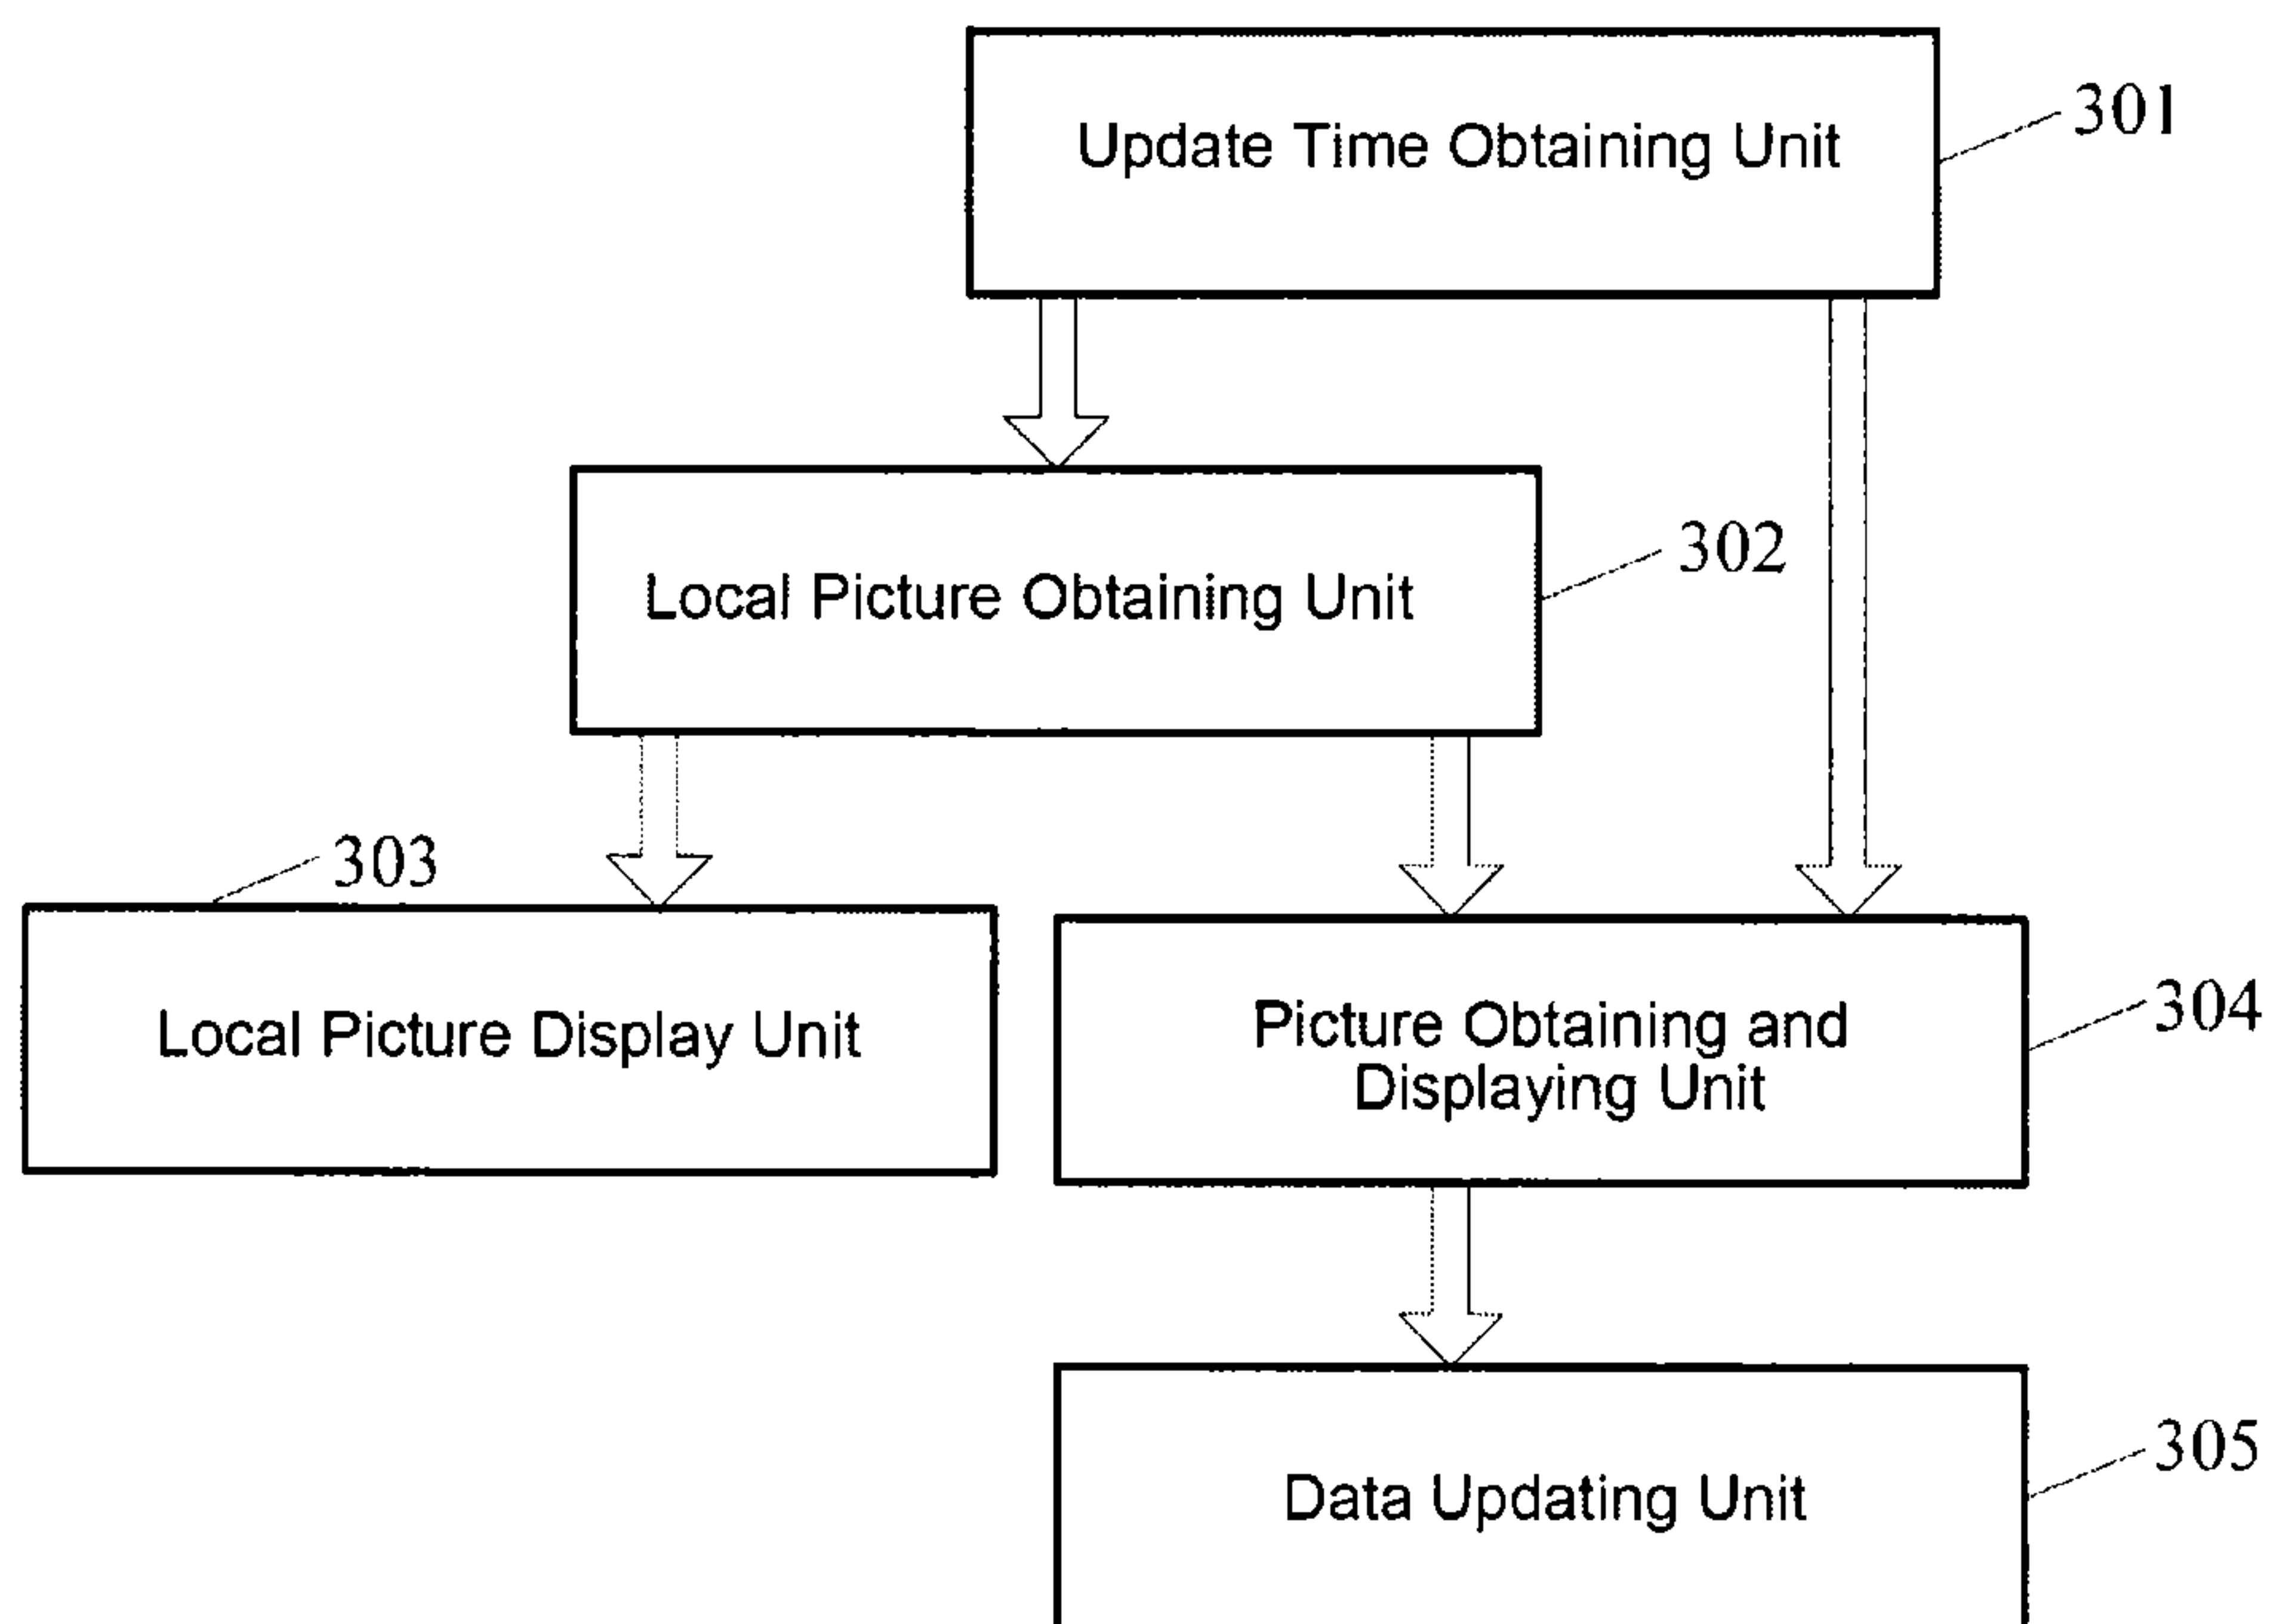 Update Time Obtaining Unit
301
Local Picture Obtaining Unit
302
303
Local Picture Display Unit
Picture Obtaining and
Displaying Unit
304
Data Updating Unit
305